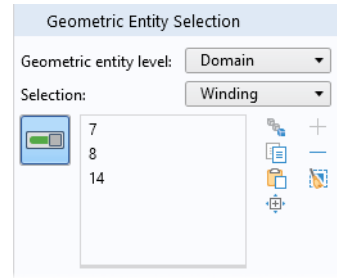 Geometric Entity Selection
Geometric entity level: Domain
Selection: Winding
7
8
14